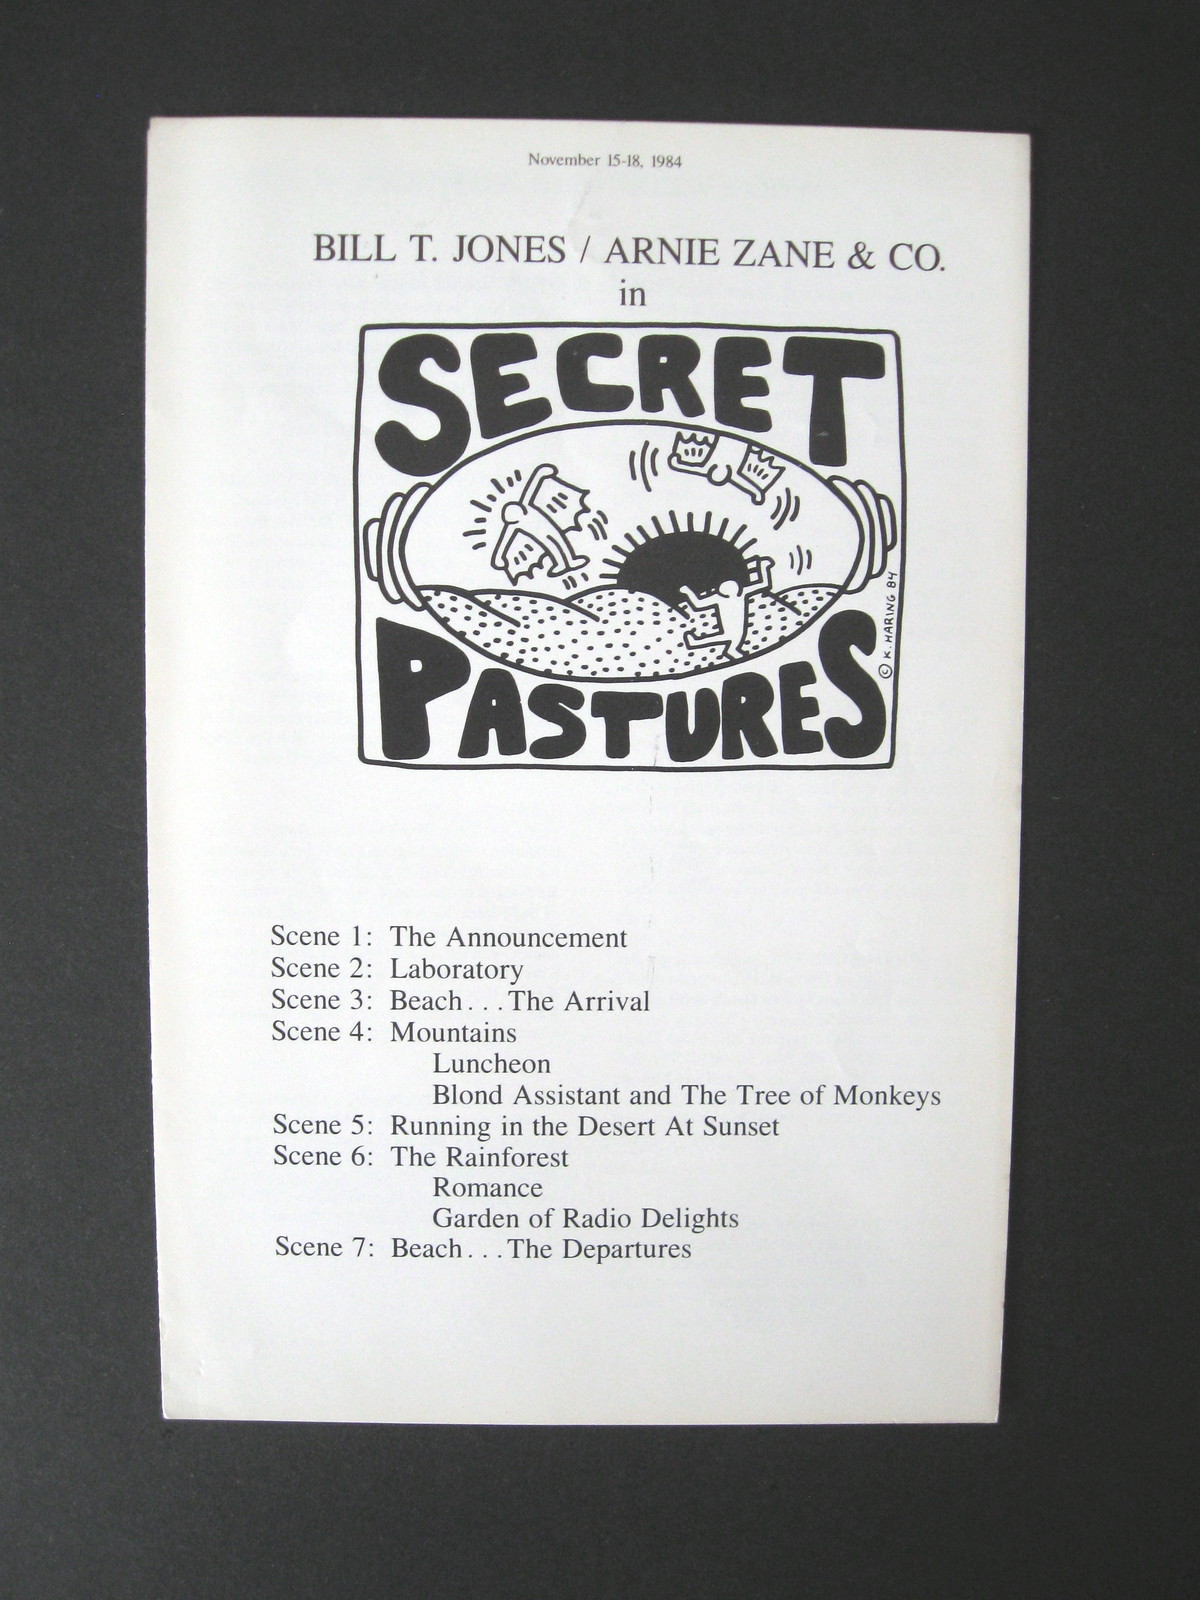 November 15-18, 1984
BILL T. JONES / ARNIE ZANE & CO.
in
SECRET
PASTURES
© K. HARING 84
Scene 1: The Announcement
Scene 2: Laboratory
Scene 3: Beach . . . The Arrival
Scene 4: Mountains
Luncheon
Blond Assistant and The Tree of Monkeys
Scene 5: Running in the Desert At Sunset
Scene 6: The Rainforest
Romance
Garden of Radio Delights
Scene 7: Beach . . . The Departures